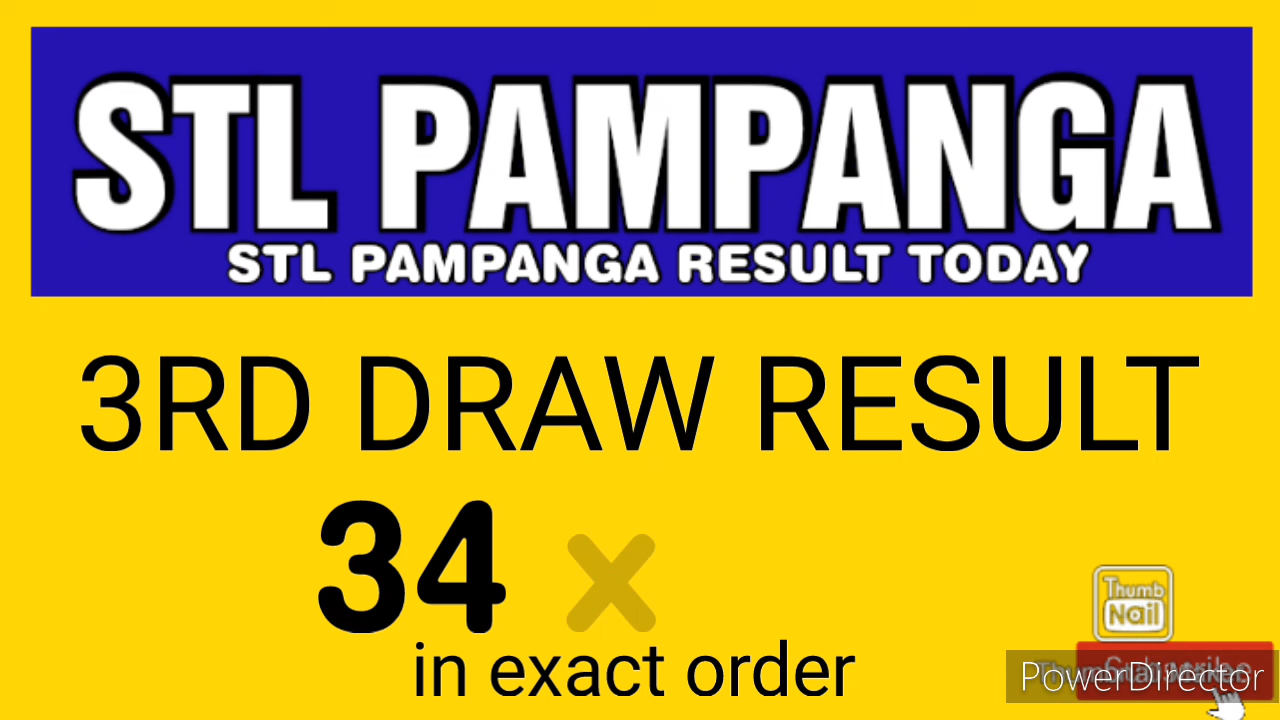 STL PAMPANGA
STL PAMPANGA RESULT TODAY
3RD DRAW RESULT
34 x
in exact order
Thumb
Nail
PowerDirector